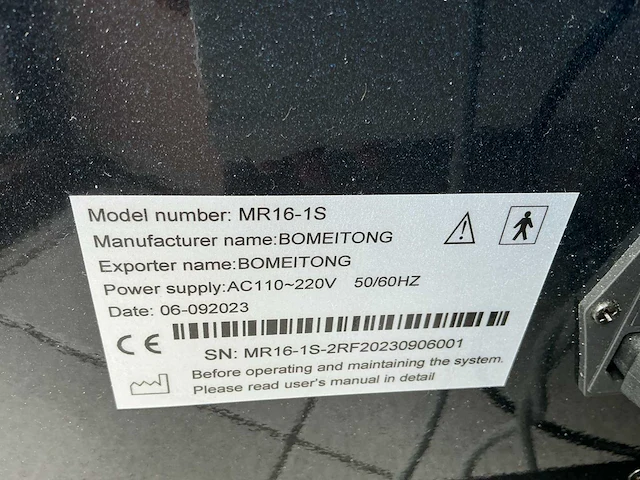 Model number: MR16-1S
Manufacturer name:BOMEITONG
Exporter name:BOMEITONG
Power supply:AC110~220V 50/60HZ
Date: 06-092023
CE
SN: MR16-1S-2RF20230906001
Before operating and maintaining the system.
Please read user's manual in detail